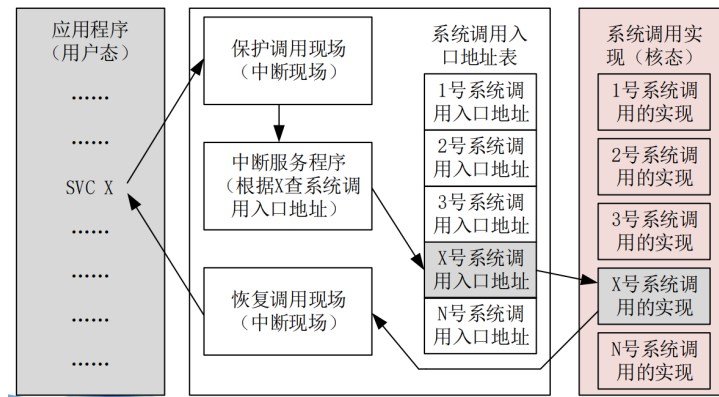 应用程序
（用户态）
……
……
SVC X
……
……
……
……
保护调用现场
（中断现场）
中断服务程序
（根据X查系统调
用入口地址）
恢复调用现场
（中断现场）
系统调用入
口地址表
1号系统调
用入口地址
2号系统调
用入口地址
3号系统调
用入口地址
X号系统调
用入口地址
N号系统调
用入口地址
系统调用实
现（核态）
1号系统调
用的实现
2号系统调
用的实现
3号系统调
用的实现
X号系统调
用的实现
N号系统调
用的实现